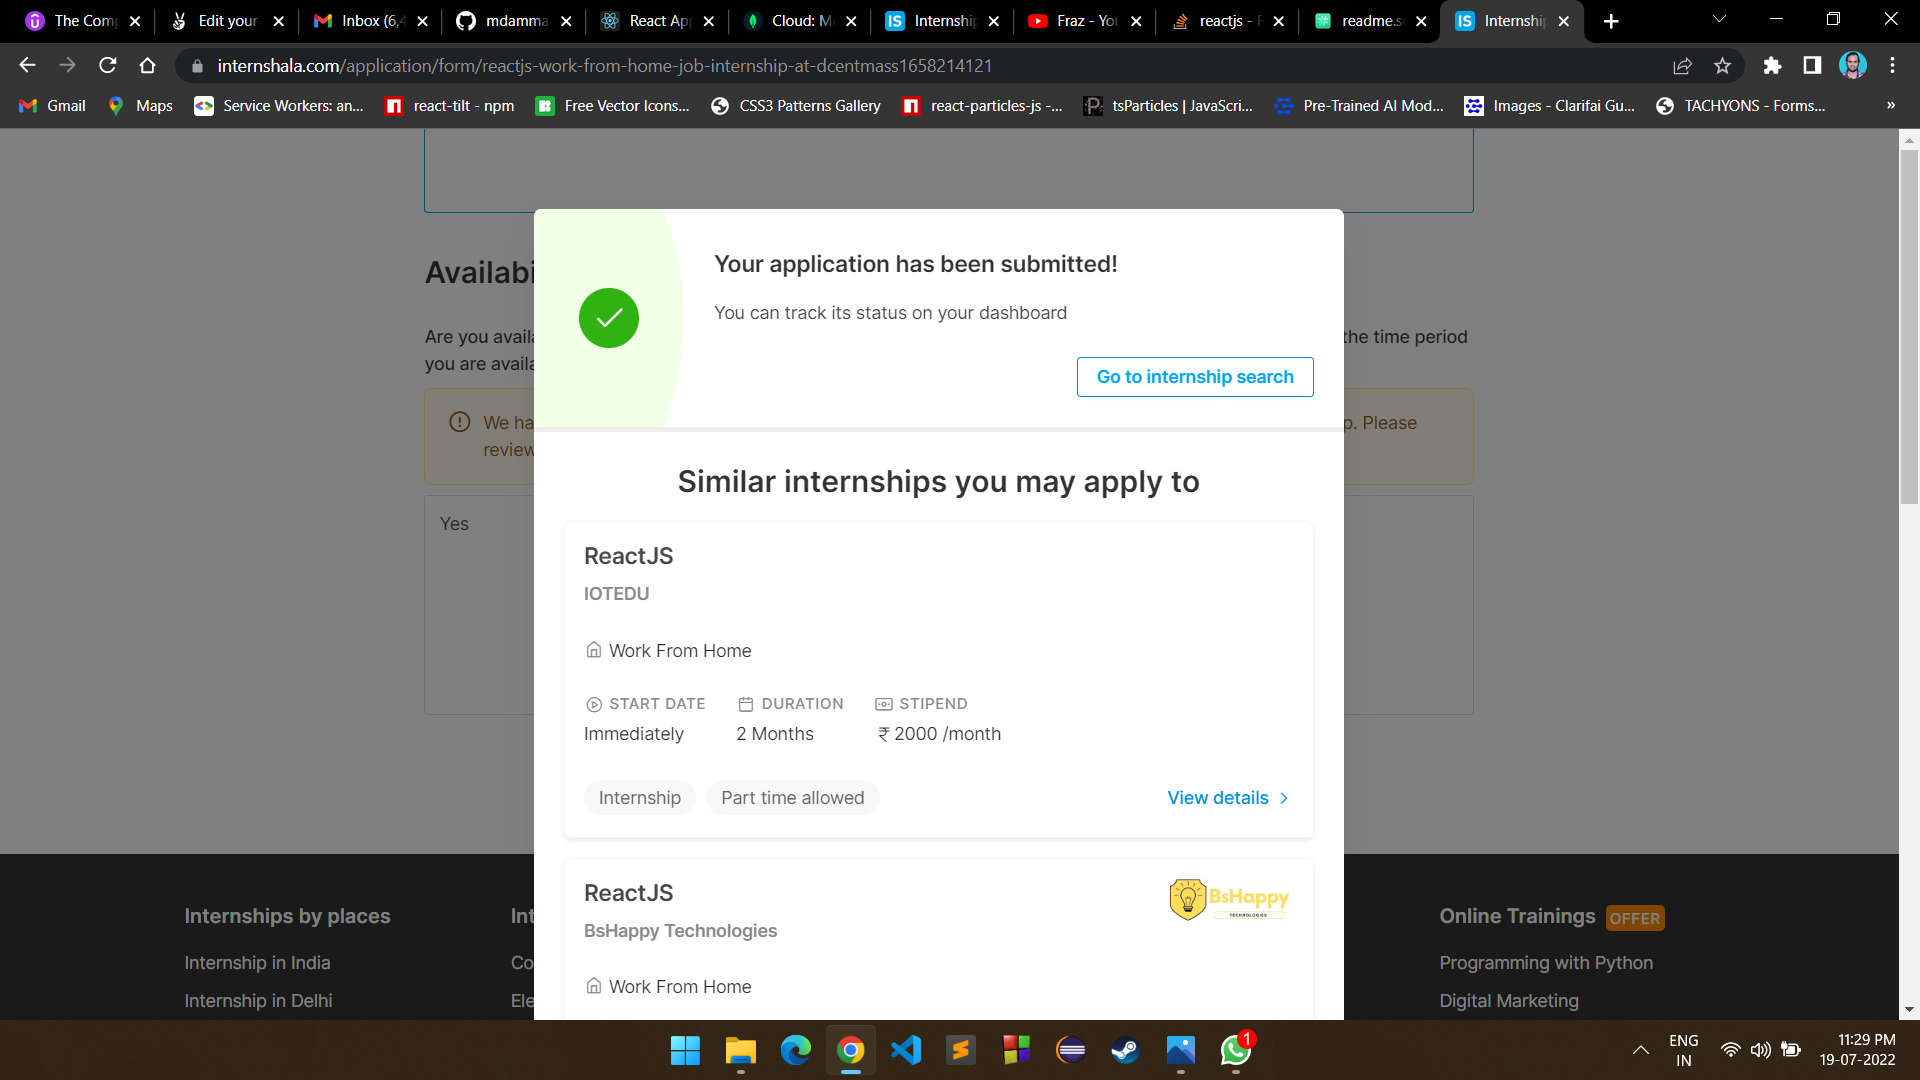 The Comp
Edit your
Inbox (6,4
mdamma
React Ap
Cloud: M
Internship
Fraz - You
reactjs - R
readme.s
Internship
internshala.com/application/form/reactjs-work-from-home-job-internship-at-dcentmass1658214121
Gmail
Maps
Service Workers: an...
react-tilt - npm
Free Vector Icons...
CSS3 Patterns Gallery
react-particles-js -...
tsParticles | JavaScri...
Pre-Trained AI Mod...
Images - Clarifai Gu...
TACHYONS - Forms...
»
Your application has been submitted!
You can track its status on your dashboard
Go to internship search
Availabi
Are you avail
the time period
you are availa
We ha
p. Please
review
Yes
Similar internships you may apply to
ReactJS
IOTEDU
Work From Home
START DATE
DURATION
STIPEND
Immediately
2 Months
₹ 2000 /month
Internship
Part time allowed
View details
ReactJS
BsHappy Technologies
BsHappy
TECHNOLOGIES
Work From Home
Internships by places
Internship in India
Internship in Delhi
Int
Co
Ele
Online Trainings
OFFER
Programming with Python
Digital Marketing
1
ENG
IN
11:29 PM
19-07-2022